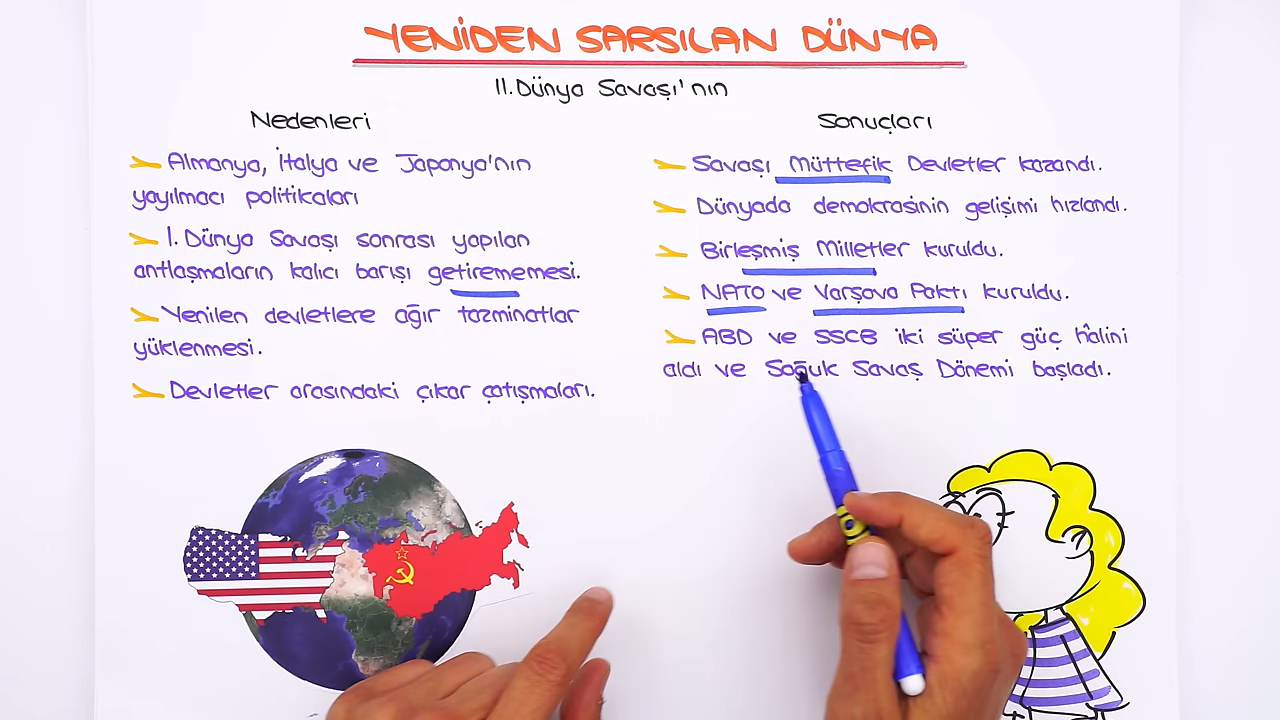 YENİDEN SARSILAN DÜNYA
II. Dünya Savaşı'nın
Nedenleri
Almanya, İtalya ve Japonya'nın
yayılmacı politikaları
I. Dünya Savaşı sonrası yapılan
antlaşmaların kalıcı barışı getirememesi.
Yenilen devletlere ağır tazminatlar
yüklenmesi.
Devletler arasındaki çıkar çatışmaları.
Sonuçları
Savaşı Müttefik Devletler kazandı.
Dünyada demokrasinin gelişimi hızlandı.
Birleşmiş Milletler kuruldu.
NATO ve Varşova Paktı kuruldu.
ABD ve SSCB iki süper güç hâlini
aldı ve Soğuk Savaş Dönemi başladı.